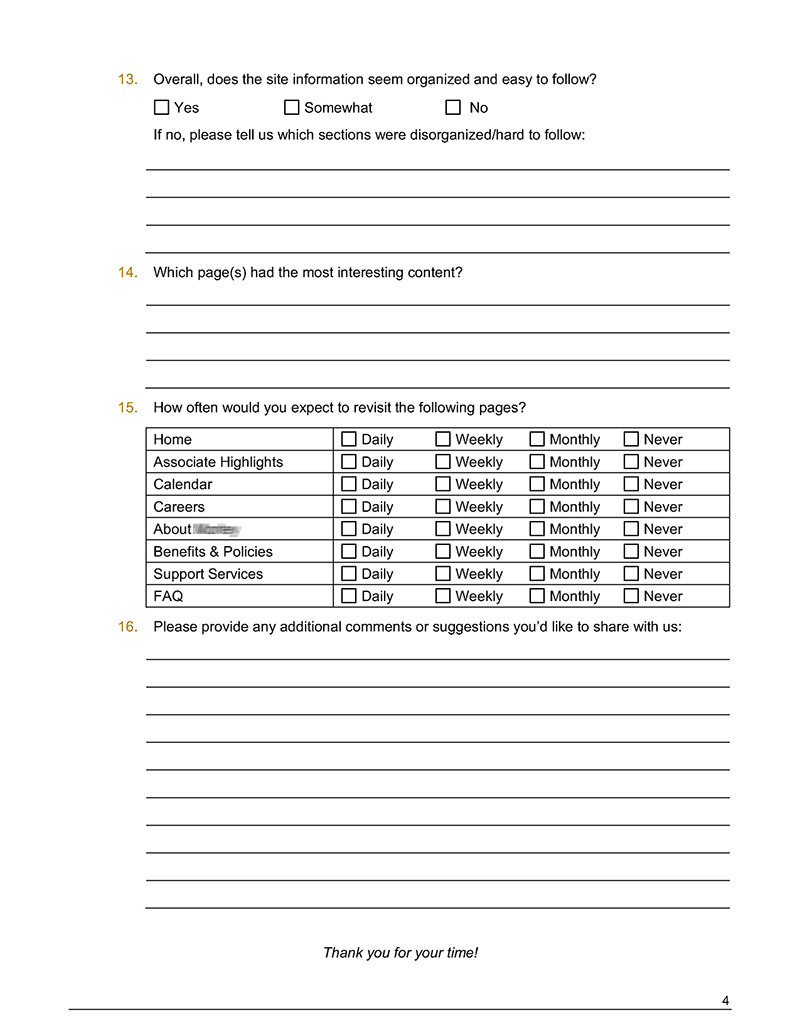 13. Overall, does the site information seem organized and easy to follow?
Yes Somewhat No
If no, please tell us which sections were disorganized/hard to follow:
14. Which page(s) had the most interesting content?
15. How often would you expect to revisit the following pages?
Home Daily Weekly Monthly Never
Associate Highlights Daily Weekly Monthly Never
Calendar Daily Weekly Monthly Never
Careers Daily Weekly Monthly Never
About Daily Weekly Monthly Never
Benefits & Policies Daily Weekly Monthly Never
Support Services Daily Weekly Monthly Never
FAQ Daily Weekly Monthly Never
16. Please provide any additional comments or suggestions you’d like to share with us:
Thank you for your time!
4